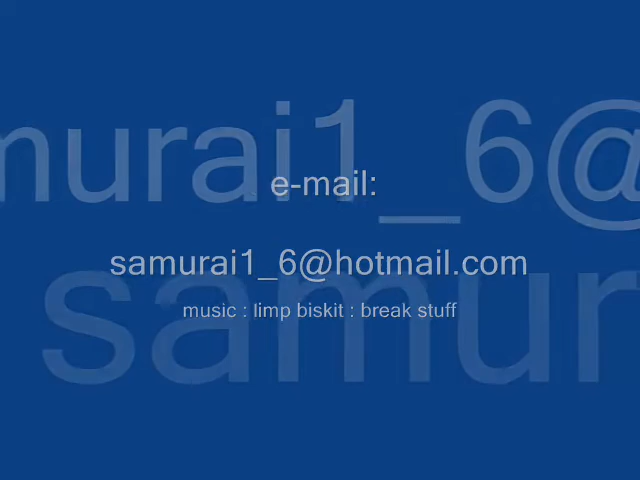 murai1_6@
e-mail:
samurai1_6@hotmail.com
music : limp biskit : break stuff
samur